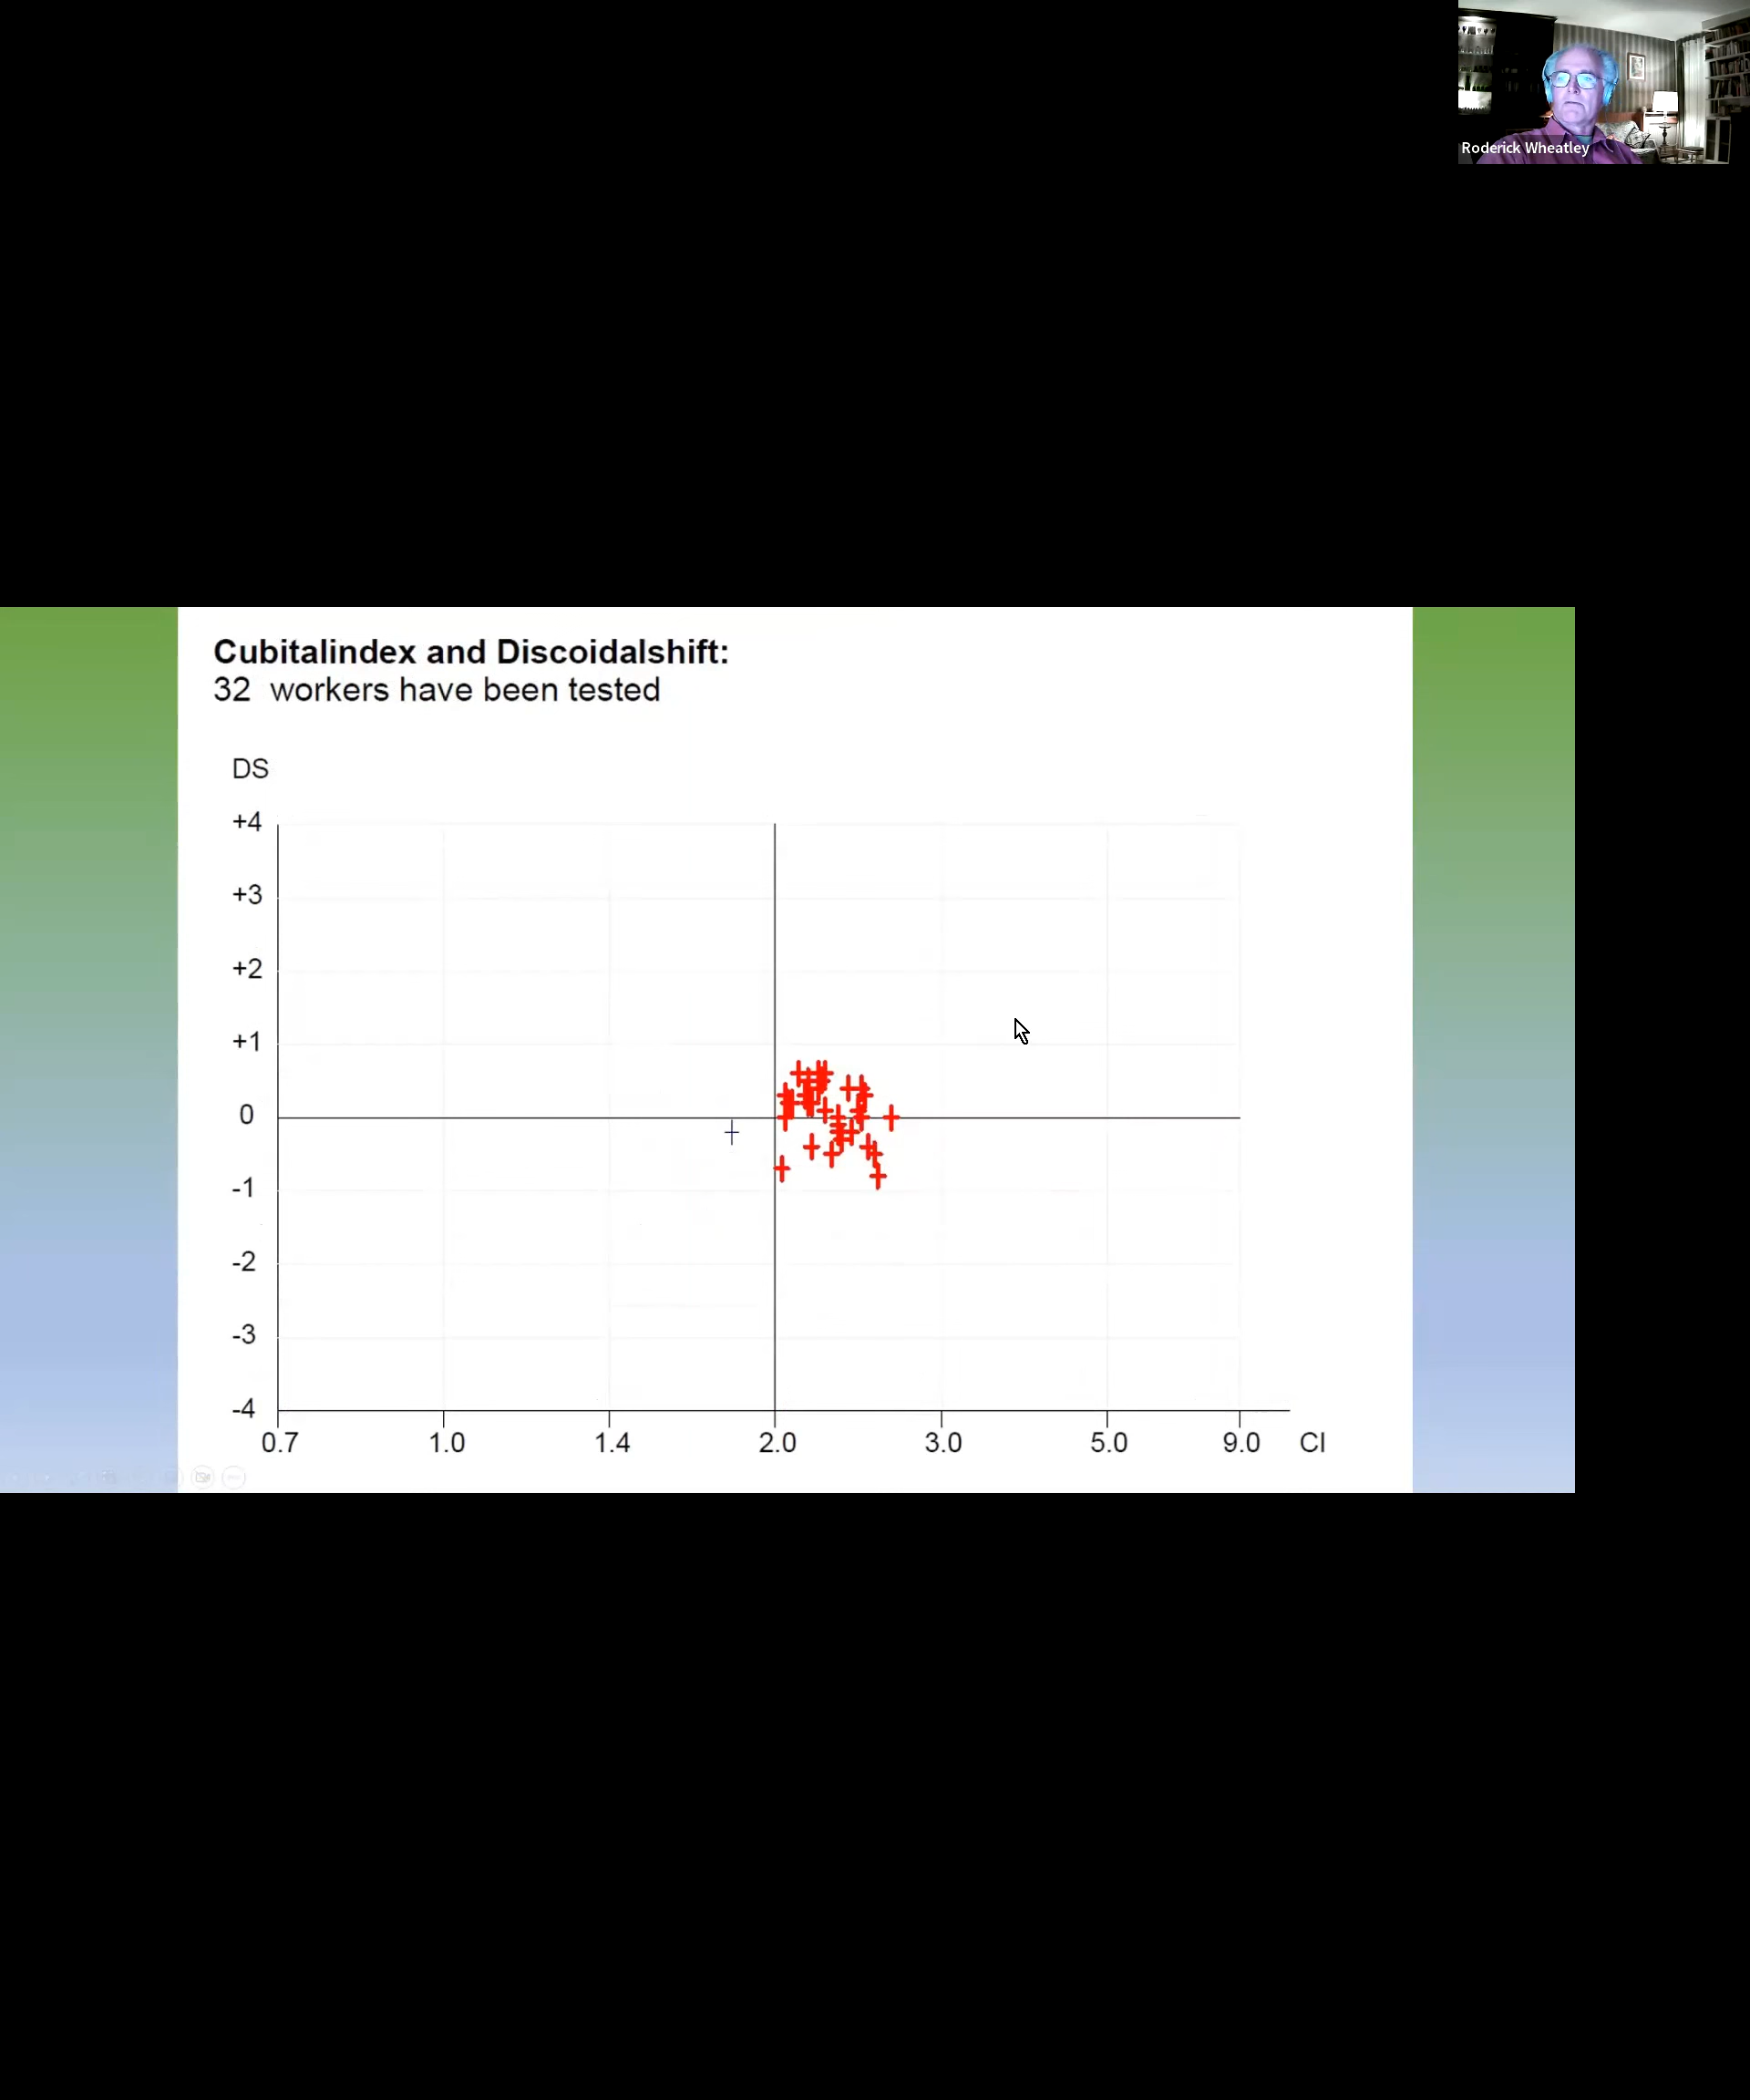 Roderick Wheatley
Cubitalindex and Discoidalshift:
32 workers have been tested
DS
+4
+3
+2
+1
0
-1
-2
-3
-4
0.7 1.0 1.4 2.0 3.0 5.0 9.0 CI